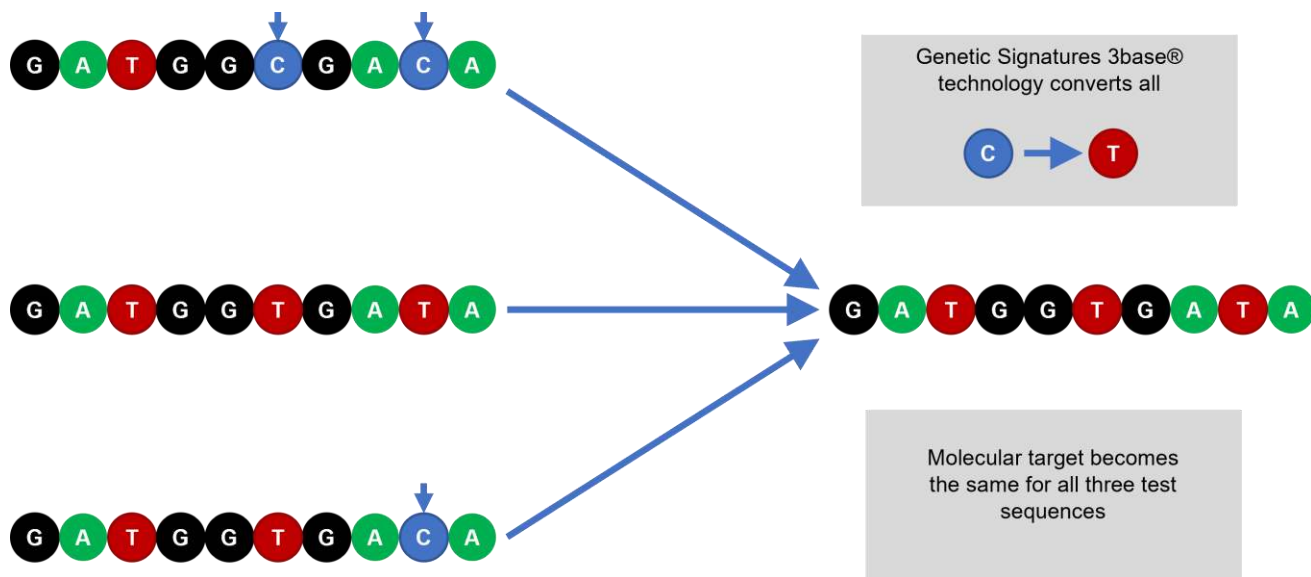 G A T G G C G A C A
Genetic Signatures 3base®
technology converts all
C T
G A T G G T G A T A
G A T G G T G A T A
Molecular target becomes
the same for all three test
sequences
G A T G G T G A C A